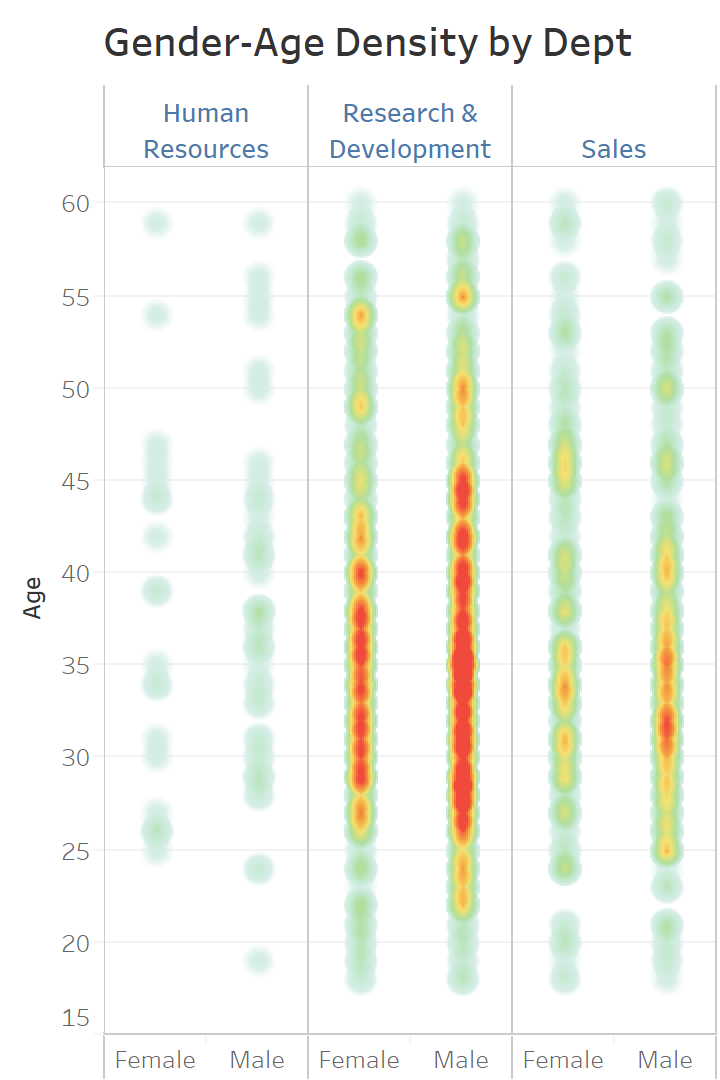 Gender-Age Density by Dept
Human
Resources
Research &
Development
Sales
60
55
50
45
40
35
30
25
20
15
Age
Female Male Female Male Female Male